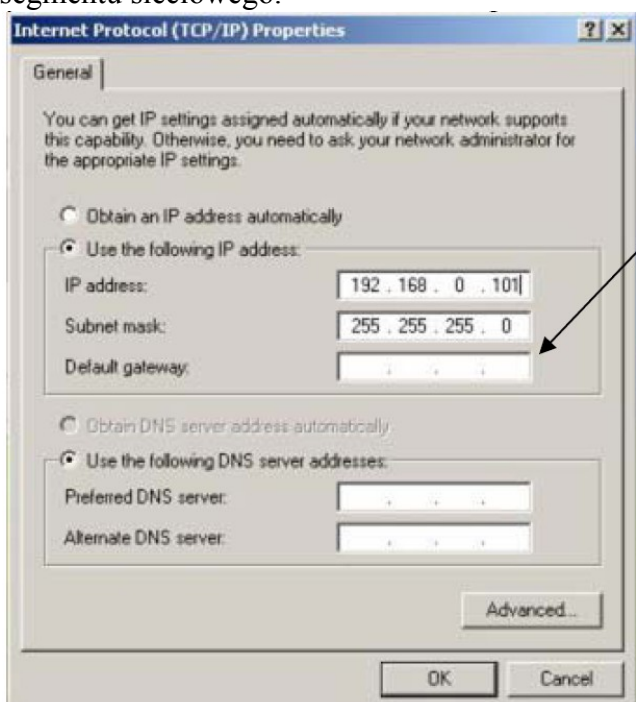 segmentu sieciowego.
Internet Protocol (TCP/IP) Properties
General
You can get IP settings assigned automatically if your network supports
this capability. Otherwise, you need to ask your network administrator for
the appropriate IP settings.
Obtain an IP address automatically
Use the following IP address:
IP address: 192 . 168 . 0 . 101
Subnet mask: 255 . 255 . 255 . 0
Default gateway: . . .
Obtain DNS server address automatically
Use the following DNS server addresses:
Preferred DNS server: . . .
Alternate DNS server: . . .
Advanced...
OK Cancel